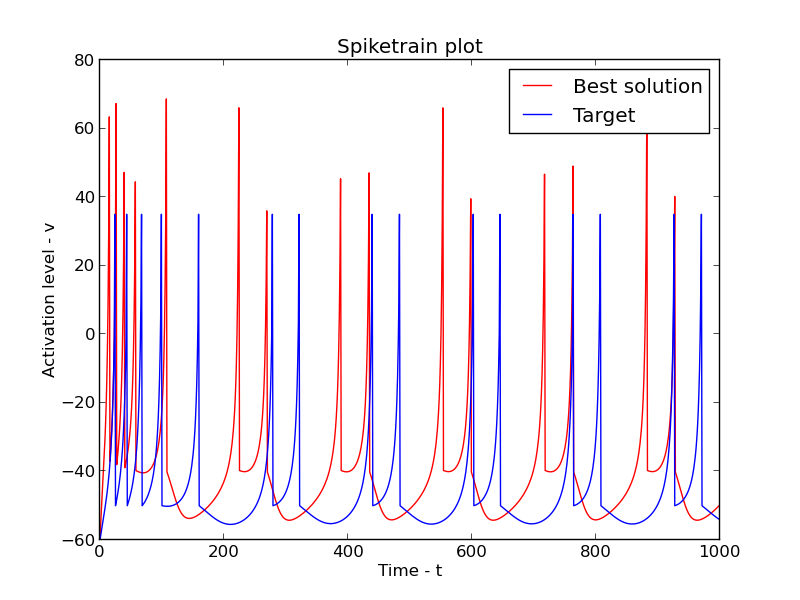 Spiketrain plot
80
60
40
20
0
−20
−40
−60
Activation level - v
Best solution
Target
0
200
400
600
800
1000
Time - t